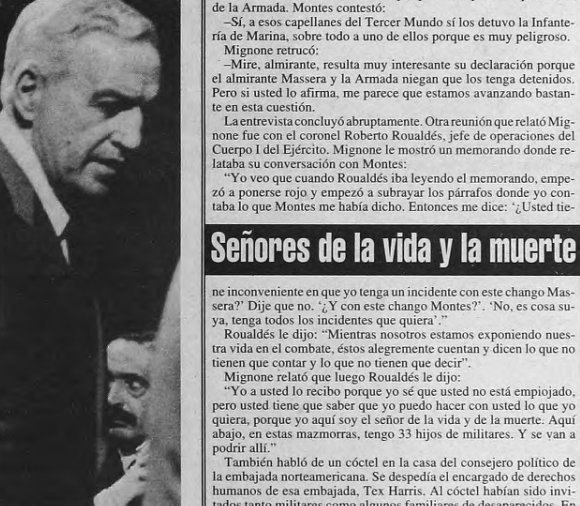 de la Armada. Montes contestó:
–Sí, a esos capellanes del Tercer Mundo sí los detuvo la Infante-
ría de Marina, sobre todo a uno de ellos porque es muy peligroso.
Mignone retrucó:
–Mire, almirante, resulta muy interesante su declaración porque
el almirante Massera y la Armada niegan que los tenga detenidos.
Pero si usted lo afirma, me parece que estamos avanzando bastan-
te en esta cuestión.
La entrevista concluyó abruptamente. Otra reunión que relató Mig-
none fue con el coronel Roberto Roualdés, jefe de operaciones del
Cuerpo I del Ejército. Mignone le mostró un memorando donde re-
lataba su conversación con Montes:
"Yo veo que cuando Roualdés iba leyendo el memorando, empe-
zó a ponerse rojo y empezó a subrayar los párrafos donde yo con-
taba lo que Montes me había dicho. Entonces me dice: '¿Usted tie-
Señores de la vida y la muerte
ne inconveniente en que yo tenga un incidente con este chango Mas-
sera?' Dije que no. '¿Y con este chango Montes?'. 'No, es cosa su-
ya, tenga todos los incidentes que quiera'."
Roualdés le dijo: "Mientras nosotros estamos exponiendo nues-
tra vida en el combate, éstos alegremente cuentan y dicen lo que no
tienen que contar y lo que no tienen que decir".
Mignone relató que luego Roualdés le dijo:
"Yo a usted lo recibo porque yo sé que usted no está empiojado,
pero usted tiene que saber que yo puedo hacer con usted lo que yo
quiera, porque yo aquí soy el señor de la vida y de la muerte. Aquí
abajo, en estas mazmorras, tengo 33 hijos de militares. Y se van a
podrir allí."
También habló de un cóctel en la casa del consejero político de
la embajada norteamericana. Se despedía el encargado de derechos
humanos de esa embajada, Tex Harris. Al cóctel habían sido invi-
tados tanto militares como algunos familiares de desaparecidos. En